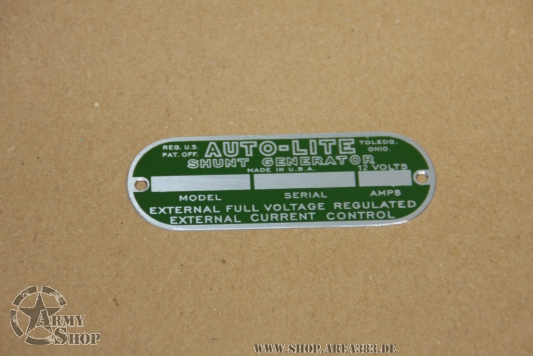 REG. U.S. PAT. OFF.
AUTO-LITE
TOLEDO, OHIO.
SHUNT GENERATOR
MADE IN U.S.A.
12 VOLTS
MODEL SERIAL AMPS
EXTERNAL FULL VOLTAGE REGULATED
EXTERNAL CURRENT CONTROL
ARMY
SHOP
WWW.SHOP.AREA383.DE